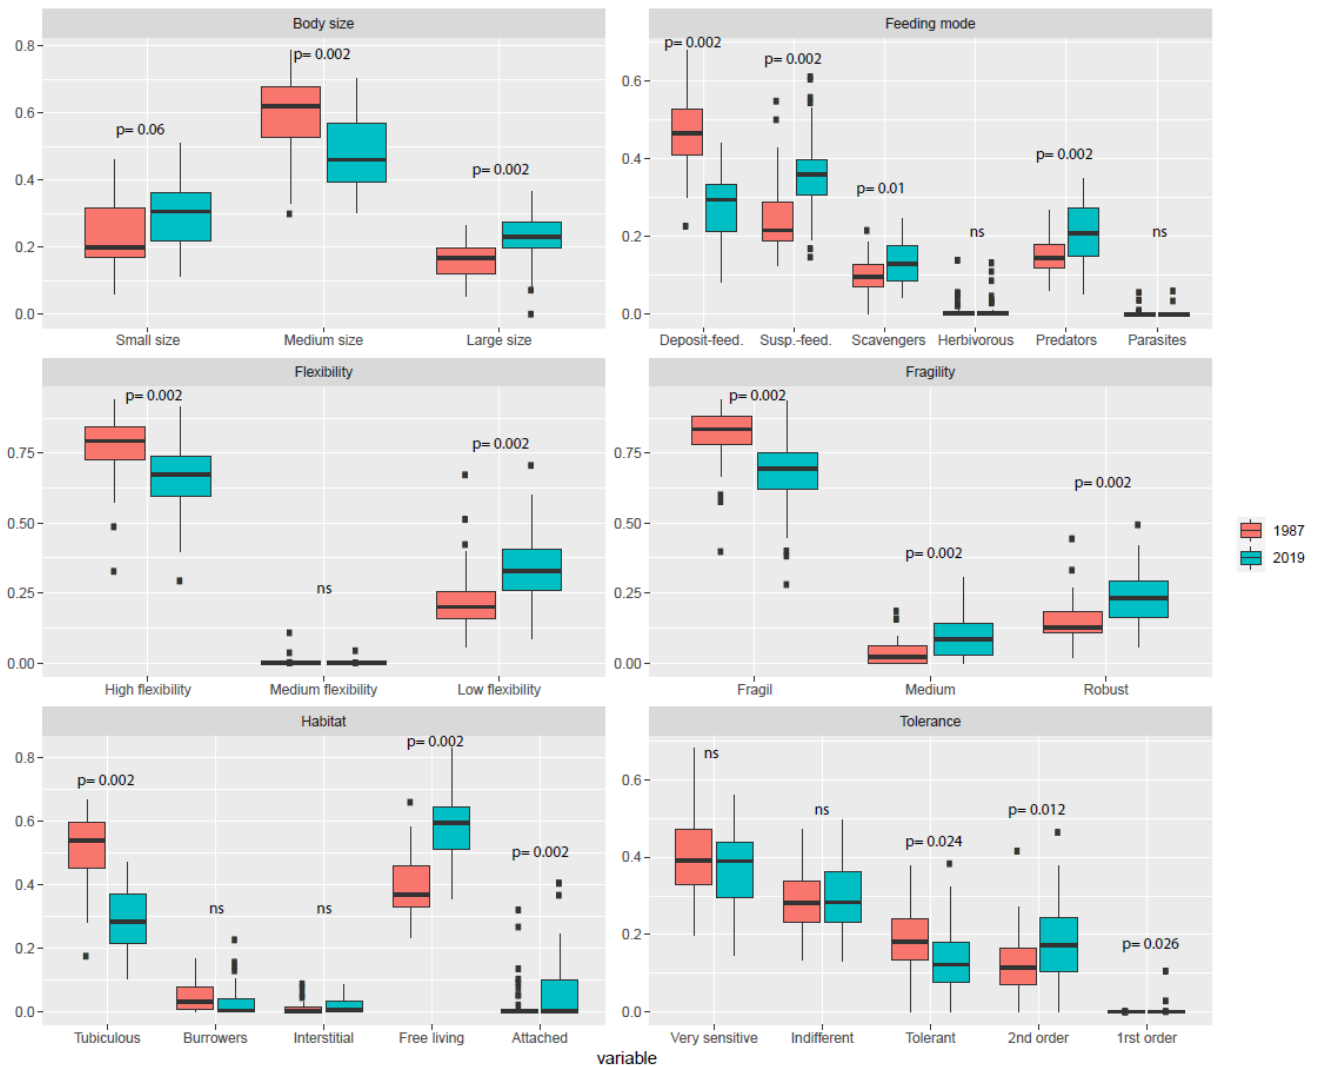 Body size
0.8
0.6
0.4
0.2
0.0
p= 0.06
p= 0.002
p= 0.002
Small size
Medium size
Large size
Feeding mode
0.6
0.4
0.2
0.0
p= 0.002
p= 0.002
p= 0.01
ns
p= 0.002
ns
Deposit-feed.
Susp.-feed.
Scavengers
Herbivorous
Predators
Parasites
Flexibility
0.75
0.50
0.25
0.00
p= 0.002
ns
p= 0.002
High flexibility
Medium flexibility
Low flexibility
Fragility
0.75
0.50
0.25
0.00
p= 0.002
p= 0.002
p= 0.002
Fragil
Medium
Robust
1987
2019
Habitat
0.8
0.6
0.4
0.2
0.0
p= 0.002
ns
ns
p= 0.002
p= 0.002
Tubiculous
Burrowers
Interstitial
Free living
Attached
Tolerance
0.6
0.4
0.2
0.0
ns
ns
p= 0.024
p= 0.012
p= 0.026
Very sensitive
Indifferent
Tolerant
2nd order
1rst order
variable